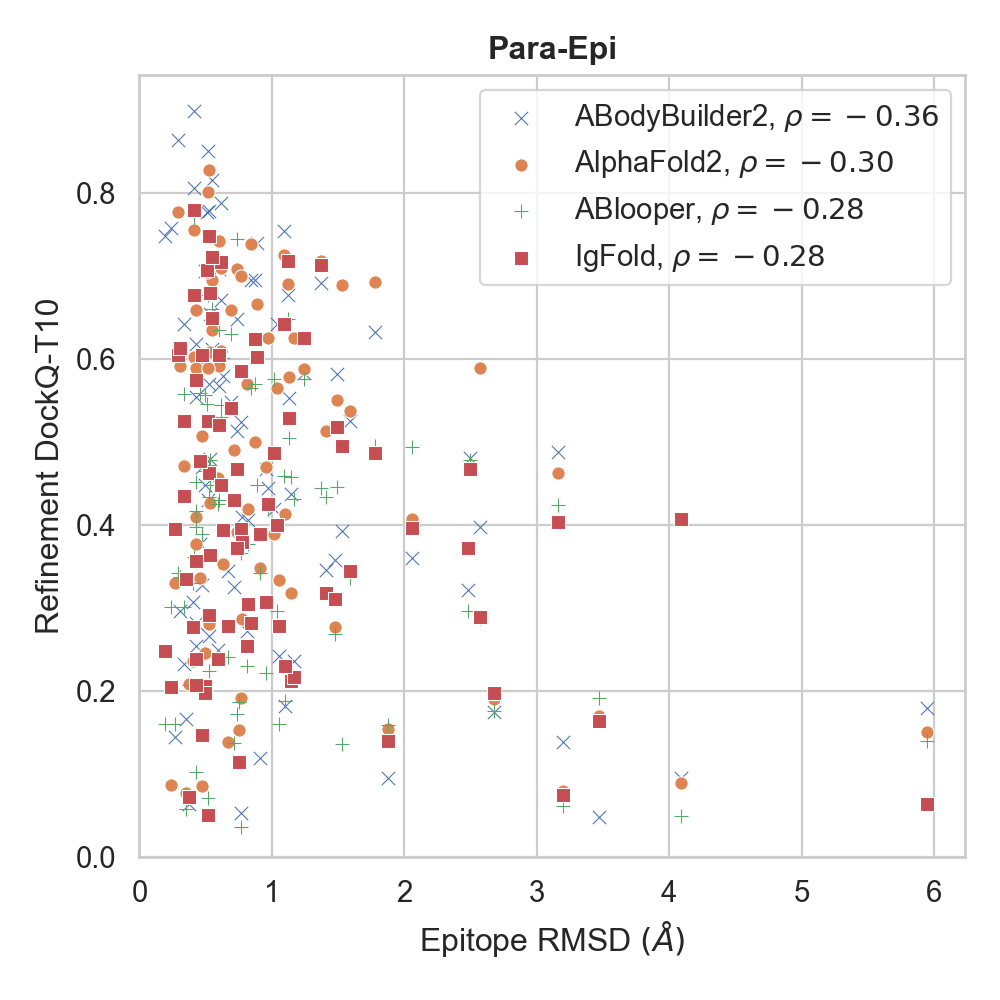 Para-Epi
ABodyBuilder2, ρ = −0.36
AlphaFold2, ρ = −0.30
ABlooper, ρ = −0.28
IgFold, ρ = −0.28
Refinement DockQ-T10
0.8
0.6
0.4
0.2
0.0
0 1 2 3 4 5 6
Epitope RMSD (Å)